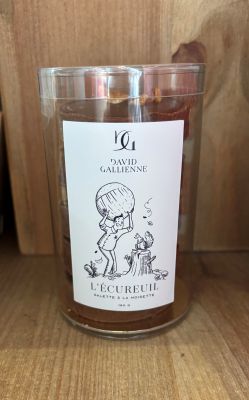 DG
DAVID
GALLIENNE
L'ÉCUREUIL
GALETTE À LA NOISETTE